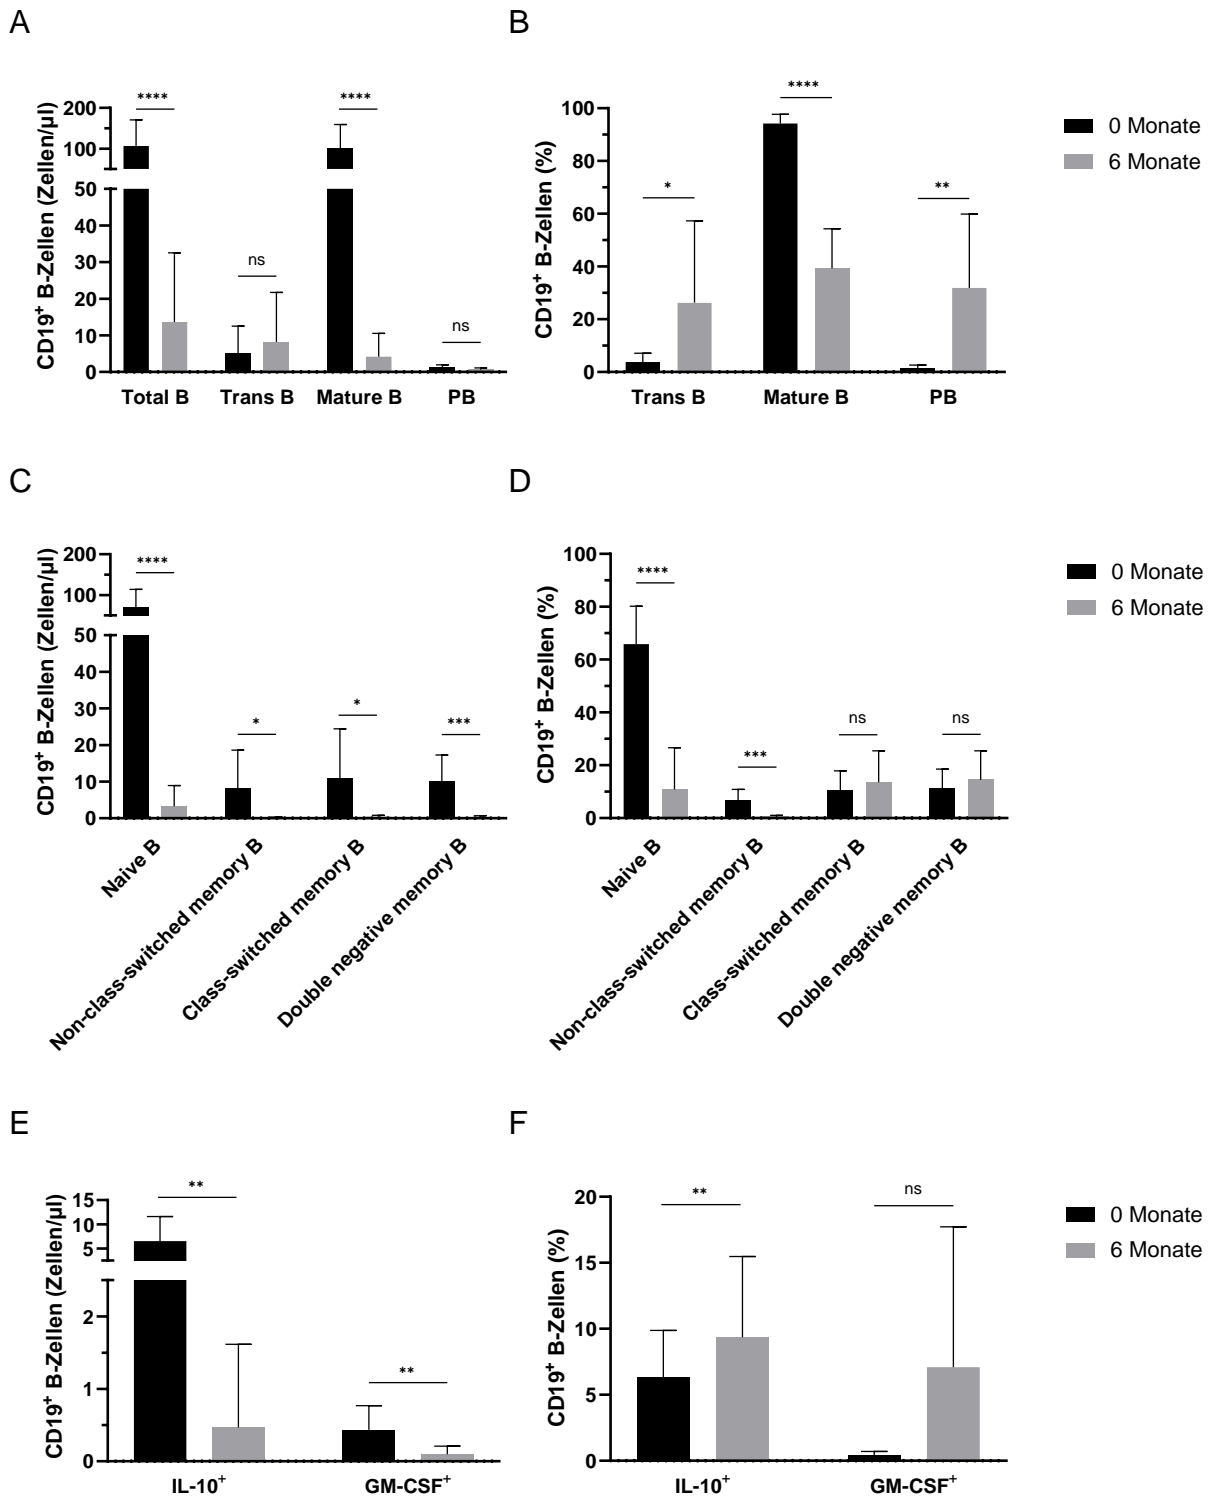 A
CD19⁺ B-Zellen (Zellen/µl)
200
100
50
40
30
20
10
0
****
ns
****
ns
Total B
Trans B
Mature B
PB
B
CD19⁺ B-Zellen (%)
100
80
60
40
20
0
*
****
**
Trans B
Mature B
PB
0 Monate
6 Monate
C
CD19⁺ B-Zellen (Zellen/µl)
200
100
50
40
30
20
10
0
****
*
*
***
Naive B
Non-class-switched memory B
Class-switched memory B
Double negative memory B
D
CD19⁺ B-Zellen (%)
100
80
60
40
20
0
****
***
ns
ns
Naive B
Non-class-switched memory B
Class-switched memory B
Double negative memory B
0 Monate
6 Monate
E
CD19⁺ B-Zellen (Zellen/µl)
15
10
5
2
1
0
**
**
IL-10⁺
GM-CSF⁺
F
CD19⁺ B-Zellen (%)
20
15
10
5
0
**
ns
IL-10⁺
GM-CSF⁺
0 Monate
6 Monate